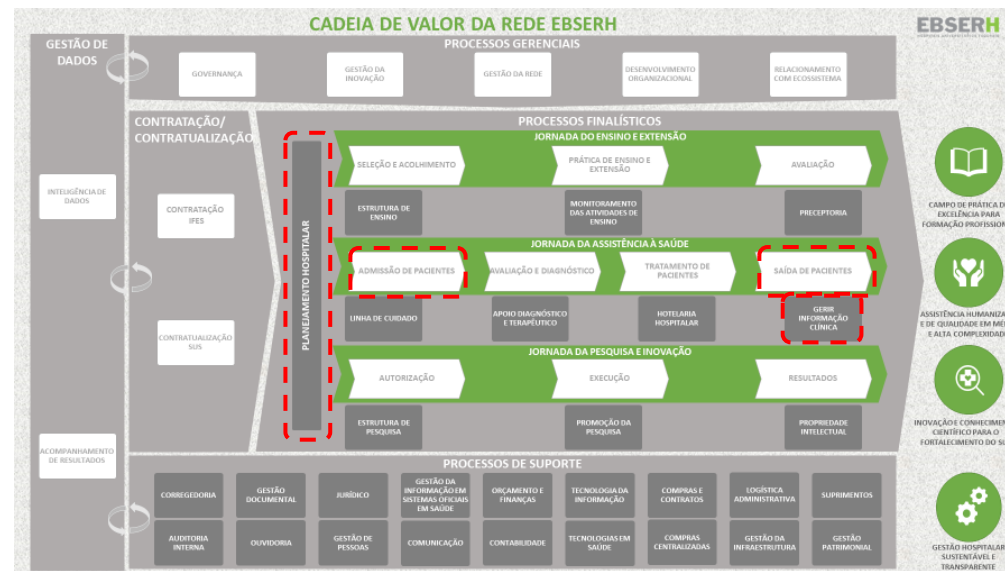 CADEIA DE VALOR DA REDE EBSERH
EBSERH
GESTÃO DE
DADOS
INTELIGÊNCIA DE
DADOS
ACOMPANHAMENTO
DE RESULTADOS
PROCESSOS GERENCIAIS
GOVERNANÇA
GESTÃO DA
INOVAÇÃO
GESTÃO DA REDE
DESENVOLVIMENTO
ORGANIZACIONAL
RELACIONAMENTO
COM ECOSSISTEMA
CONTRATAÇÃO/
CONTRATUALIZAÇÃO
CONTRATAÇÃO
IFES
CONTRATUALIZAÇÃO
SUS
PROCESSOS FINALÍSTICOS
PLANEJAMENTO HOSPITALAR
JORNADA DO ENSINO E EXTENSÃO
SELEÇÃO E ACOLHIMENTO
PRÁTICA DE ENSINO E
EXTENSÃO
AVALIAÇÃO
ESTRUTURA DE
ENSINO
MONITORAMENTO
DAS ATIVIDADES DE
ENSINO
PRECEPTORIA
JORNADA DA ASSISTÊNCIA À SAÚDE
ADMISSÃO DE PACIENTES
AVALIAÇÃO E DIAGNÓSTICO
TRATAMENTO DE
PACIENTES
SAÍDA DE PACIENTES
LINHA DE CUIDADO
APOIO DIAGNÓSTICO
E TERAPÊUTICO
HOTELARIA
HOSPITALAR
GERIR
INFORMAÇÃO
CLÍNICA
JORNADA DA PESQUISA E INOVAÇÃO
AUTORIZAÇÃO
EXECUÇÃO
RESULTADOS
ESTRUTURA DE
PESQUISA
PROMOÇÃO DA
PESQUISA
PROPRIEDADE
INTELECTUAL
PROCESSOS DE SUPORTE
CORREGEDORIA
GESTÃO
DOCUMENTAL
JURÍDICO
GESTÃO DA
INFORMAÇÃO EM
SISTEMAS OFICIAIS
EM SAÚDE
ORÇAMENTO E
FINANÇAS
TECNOLOGIA DA
INFORMAÇÃO
COMPRAS E
CONTRATOS
LOGÍSTICA
ADMINISTRATIVA
SUPRIMENTOS
AUDITORIA
INTERNA
OUVIDORIA
GESTÃO DE
PESSOAS
COMUNICAÇÃO
CONTABILIDADE
TECNOLOGIAS EM
SAÚDE
COMPRAS
CENTRALIZADAS
GESTÃO DA
INFRAESTRUTURA
GESTÃO
PATRIMONIAL
CAMPO DE PRÁTICA D
EXCELÊNCIA PARA
FORMAÇÃO PROFISSION
ASSISTÊNCIA HUMANIZA
E DE QUALIDADE EM MÉ
E ALTA COMPLEXIDAD
INOVAÇÃO E CONHECIMEN
CIENTÍFICO PARA O
FORTALECIMENTO DO SU
GESTÃO HOSPITALAR
SUSTENTÁVEL E
TRANSPARENTE